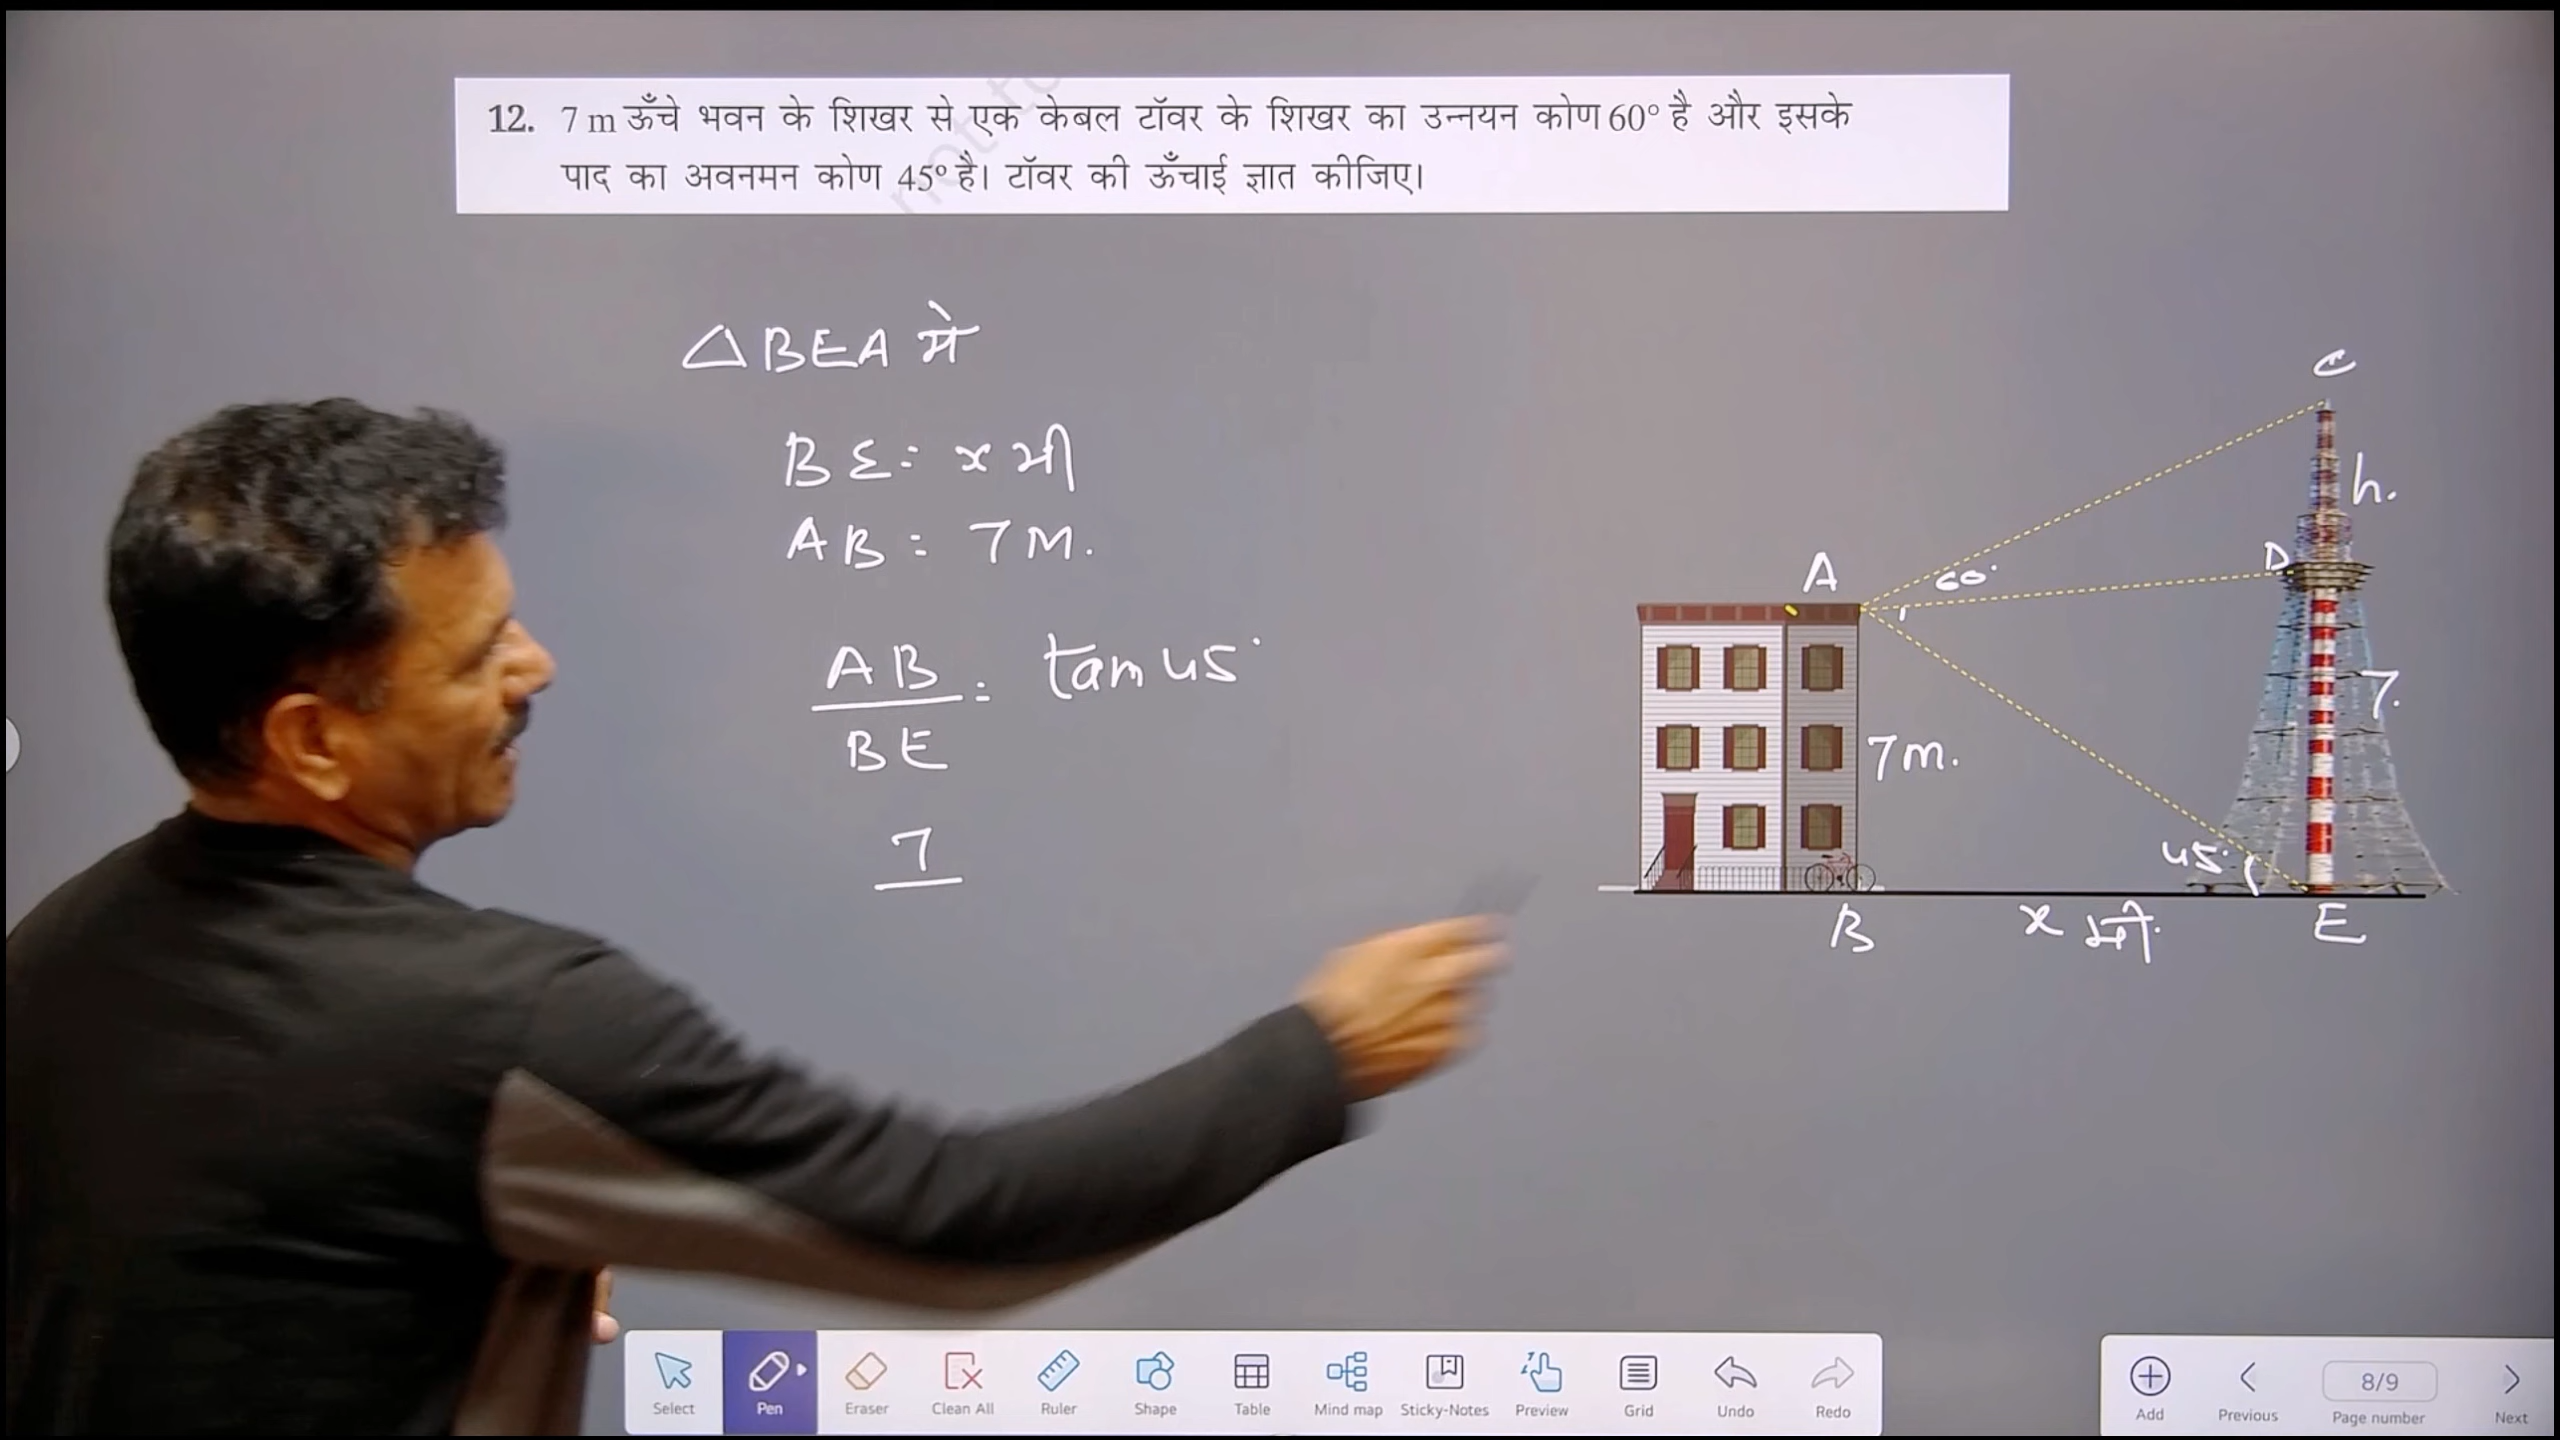 12. 7 m ऊँचे भवन के शिखर से एक केबल टॉवर के शिखर का उन्नयन कोण 60° है और इसके
पाद का अवनमन कोण 45° है। टॉवर की ऊँचाई ज्ञात कीजिए।
△BEA में
BE = x मी
AB = 7 M.
AB
BE
= tan 45°
7
C
h.
D
A
60°
7.
7 m.
45°
B
x मी.
E
Select
Pen
Eraser
Clean All
Ruler
Shape
Table
Mind map
Sticky-Notes
Preview
Grid
Undo
Redo
Add
Previous
8/9
Page number
Next